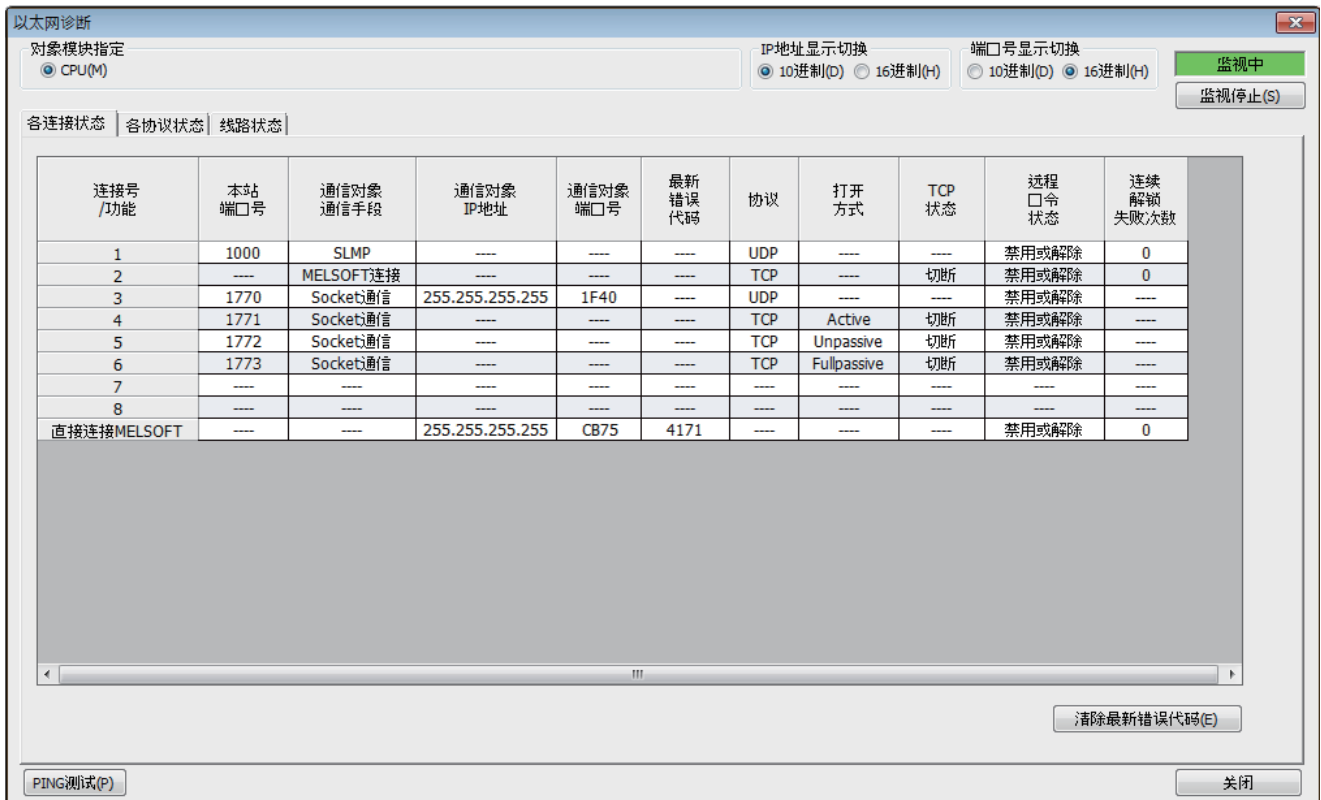 以太网诊断
对象模块指定
CPU(M)
IP地址显示切换
10进制(D) 16进制(H)
端口号显示切换
10进制(D) 16进制(H)
监视中
监视停止(S)
各连接状态 各协议状态 线路状态
连接号
/功能
本站
端口号
通信对象
通信手段
通信对象
IP地址
通信对象
端口号
最新
错误
代码
协议
打开
方式
TCP
状态
远程
口令
状态
连续
解锁
失败次数
1 1000 SLMP ---- ---- ---- UDP ---- ---- 禁用或解除 0
2 ---- MELSOFT连接 ---- ---- ---- TCP ---- 切断 禁用或解除 0
3 1770 Socket通信 255.255.255.255 1F40 ---- UDP ---- ---- 禁用或解除 ----
4 1771 Socket通信 ---- ---- ---- TCP Active 切断 禁用或解除 ----
5 1772 Socket通信 ---- ---- ---- TCP Unpassive 切断 禁用或解除 ----
6 1773 Socket通信 ---- ---- ---- TCP Fullpassive 切断 禁用或解除 ----
7 ---- ---- ---- ---- ---- ---- ---- ---- ---- ----
8 ---- ---- ---- ---- ---- ---- ---- ---- ---- ----
直接连接MELSOFT ---- ---- 255.255.255.255 CB75 4171 ---- ---- ---- 禁用或解除 0
清除最新错误代码(E)
PING测试(P)
关闭